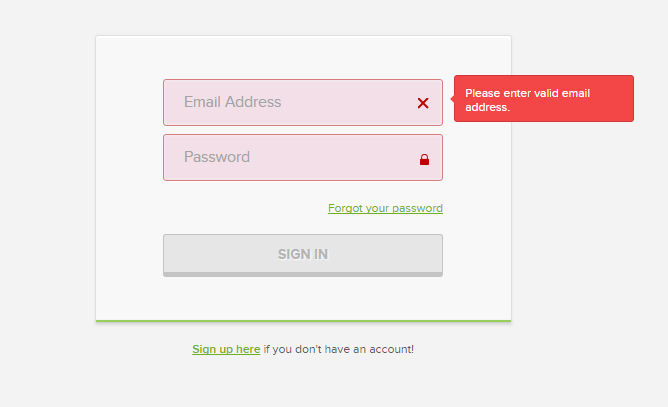 Email Address
Please enter valid email
address.
Password
Forgot your password
SIGN IN
Sign up here if you don't have an account!